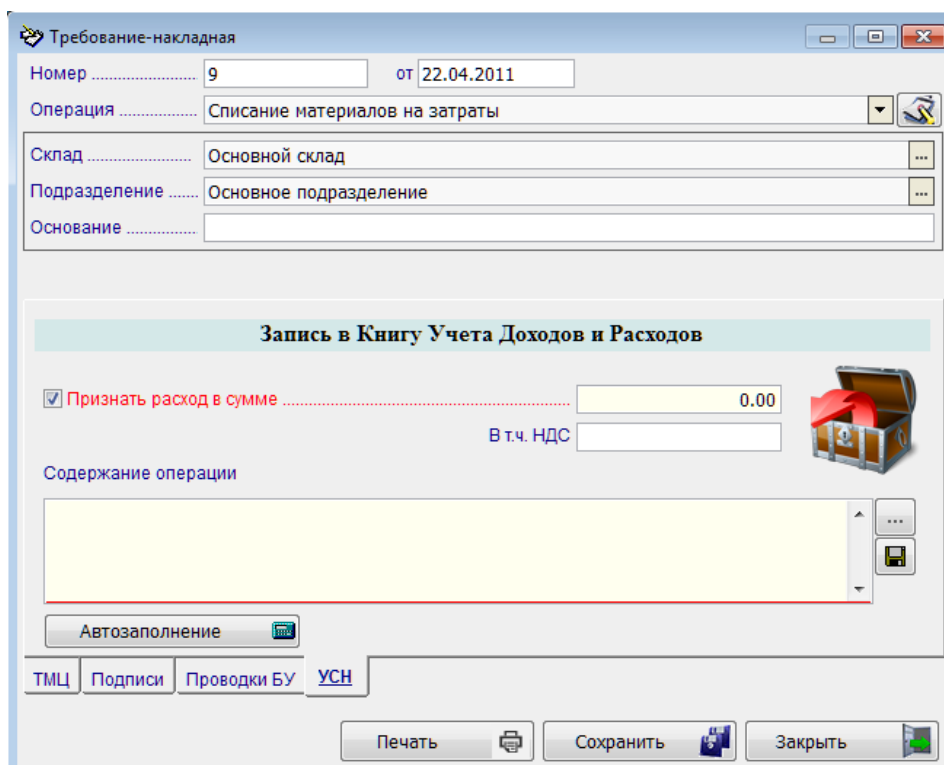 Требование-накладная
Номер ........................ 9 от 22.04.2011
Операция .................. Списание материалов на затраты
Склад ........................ Основной склад ...
Подразделение ....... Основное подразделение ...
Основание ................
Запись в Книгу Учета Доходов и Расходов
Признать расход в сумме ................................................................ 0.00
В т.ч. НДС
Содержание операции
...
Автозаполнение
ТМЦ Подписи Проводки БУ УСН
Печать Сохранить Закрыть